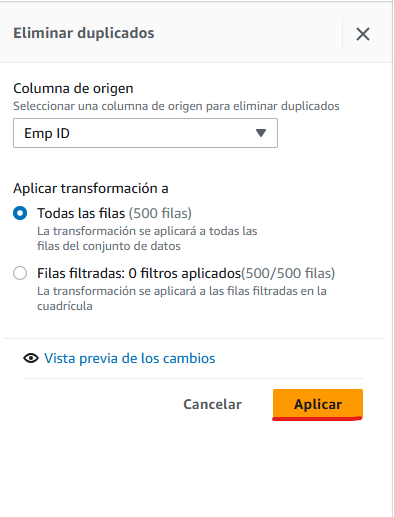 Eliminar duplicados
Columna de origen
Seleccionar una columna de origen para eliminar duplicados
Emp ID
Aplicar transformación a
Todas las filas (500 filas)
La transformación se aplicará a todas las
filas del conjunto de datos
Filas filtradas: 0 filtros aplicados(500/500 filas)
La transformación se aplicará a las filas filtradas en la
cuadrícula
Vista previa de los cambios
Cancelar Aplicar